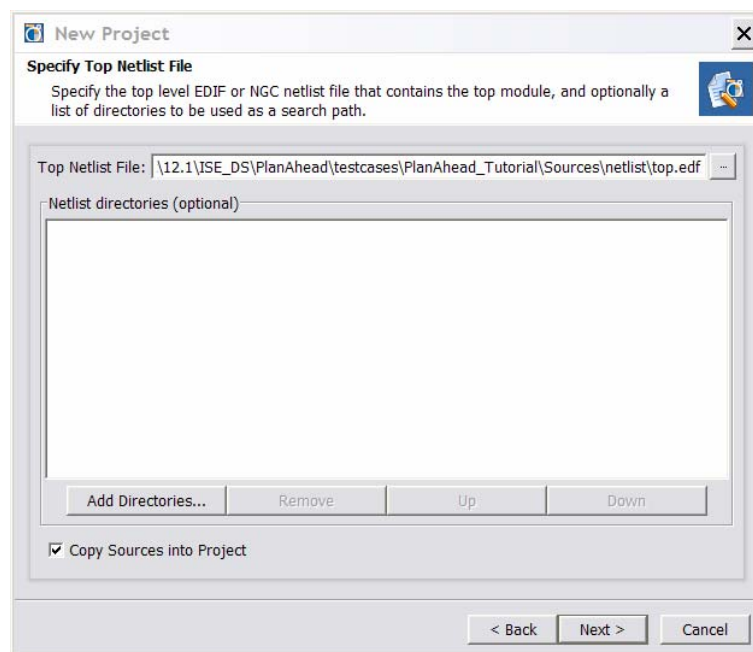 New Project
Specify Top Netlist File
Specify the top level EDIF or NGC netlist file that contains the top module, and optionally a
list of directories to be used as a search path.
Top Netlist File: \12.1\ISE_DS\PlanAhead\testcases\PlanAhead_Tutorial\Sources\netlist\top.edf ...
Netlist directories (optional)
Add Directories... Remove Up Down
Copy Sources into Project
< Back Next > Cancel